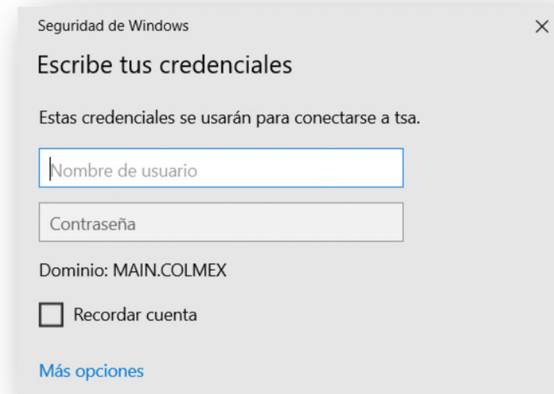 Seguridad de Windows
Escribe tus credenciales
Estas credenciales se usarán para conectarse a tsa.
Nombre de usuario
Contraseña
Dominio: MAIN.COLMEX
Recordar cuenta
Más opciones